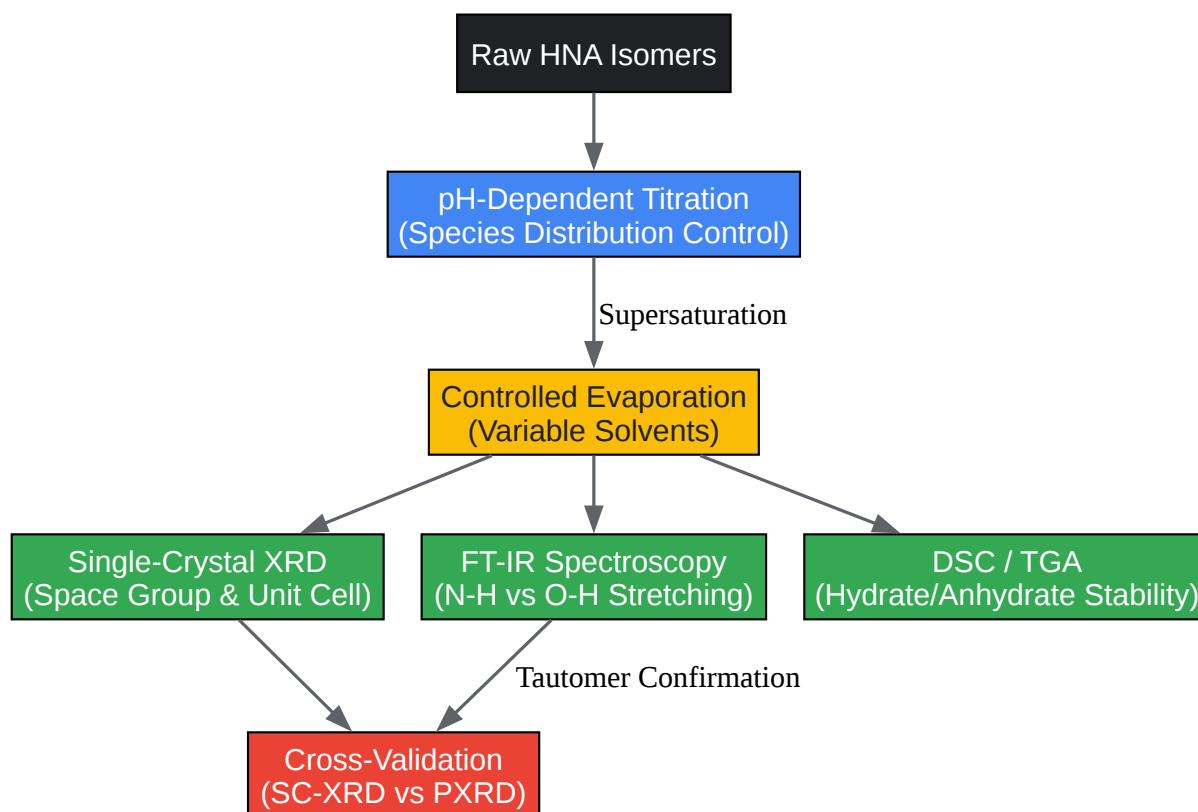 Raw HNA Isomers
pH-Dependent Titration
(Species Distribution Control)
Supersaturation
Controlled Evaporation
(Variable Solvents)
Single-Crystal XRD
(Space Group & Unit Cell)
FT-IR Spectroscopy
(N-H vs O-H Stretching)
DSC / TGA
(Hydrate/Anhydrate Stability)
Tautomer Confirmation
Cross-Validation
(SC-XRD vs PXRD)